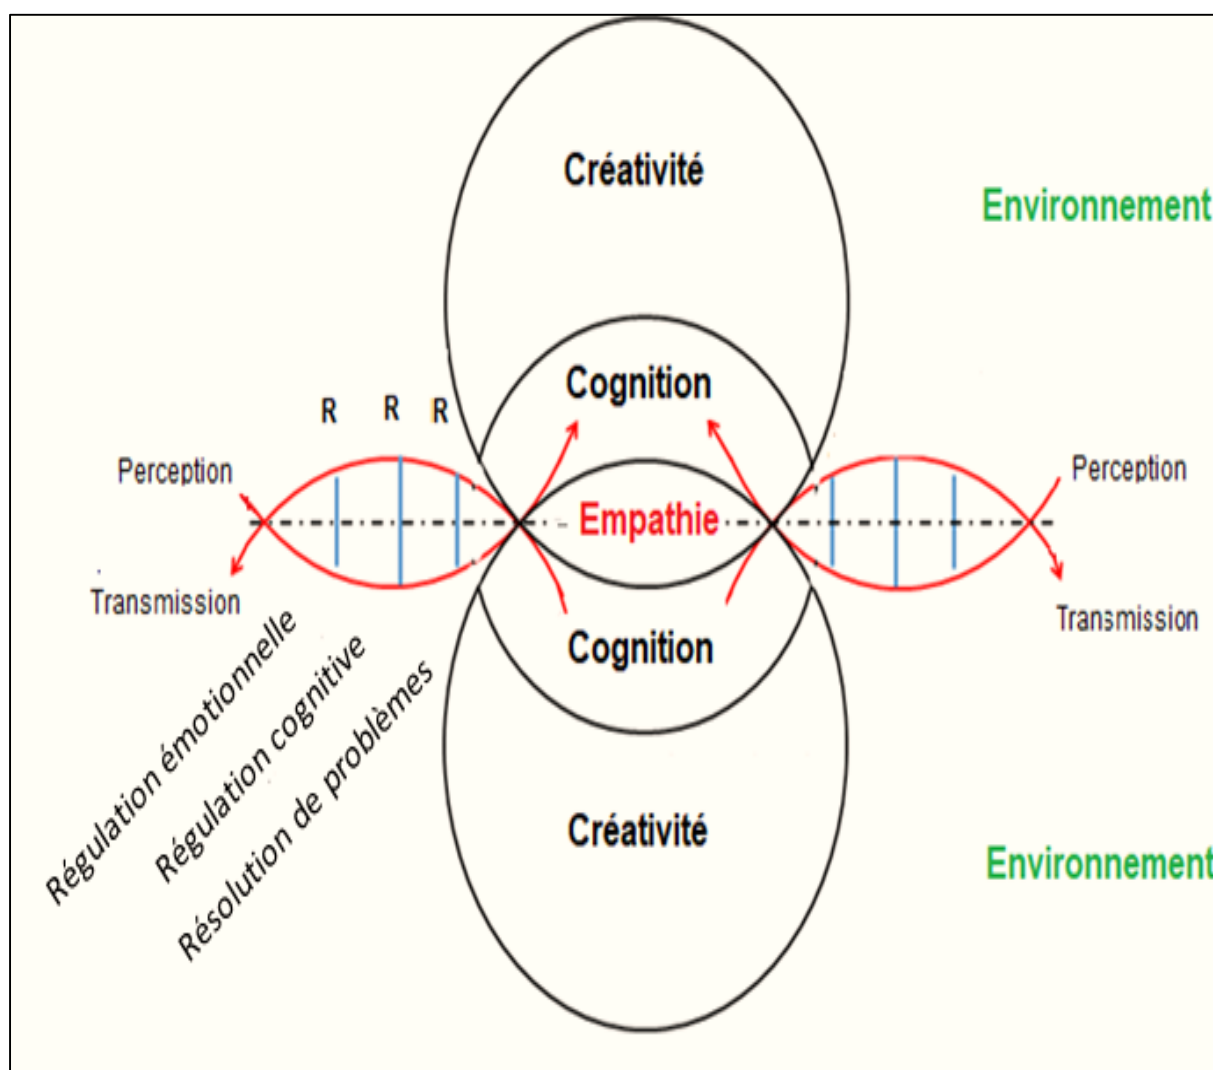 Créativité
Environnement
Cognition
R R R
Perception
Perception
Empathie
Transmission
Transmission
Cognition
Régulation émotionnelle
Régulation cognitive
Résolution de problèmes
Créativité
Environnement